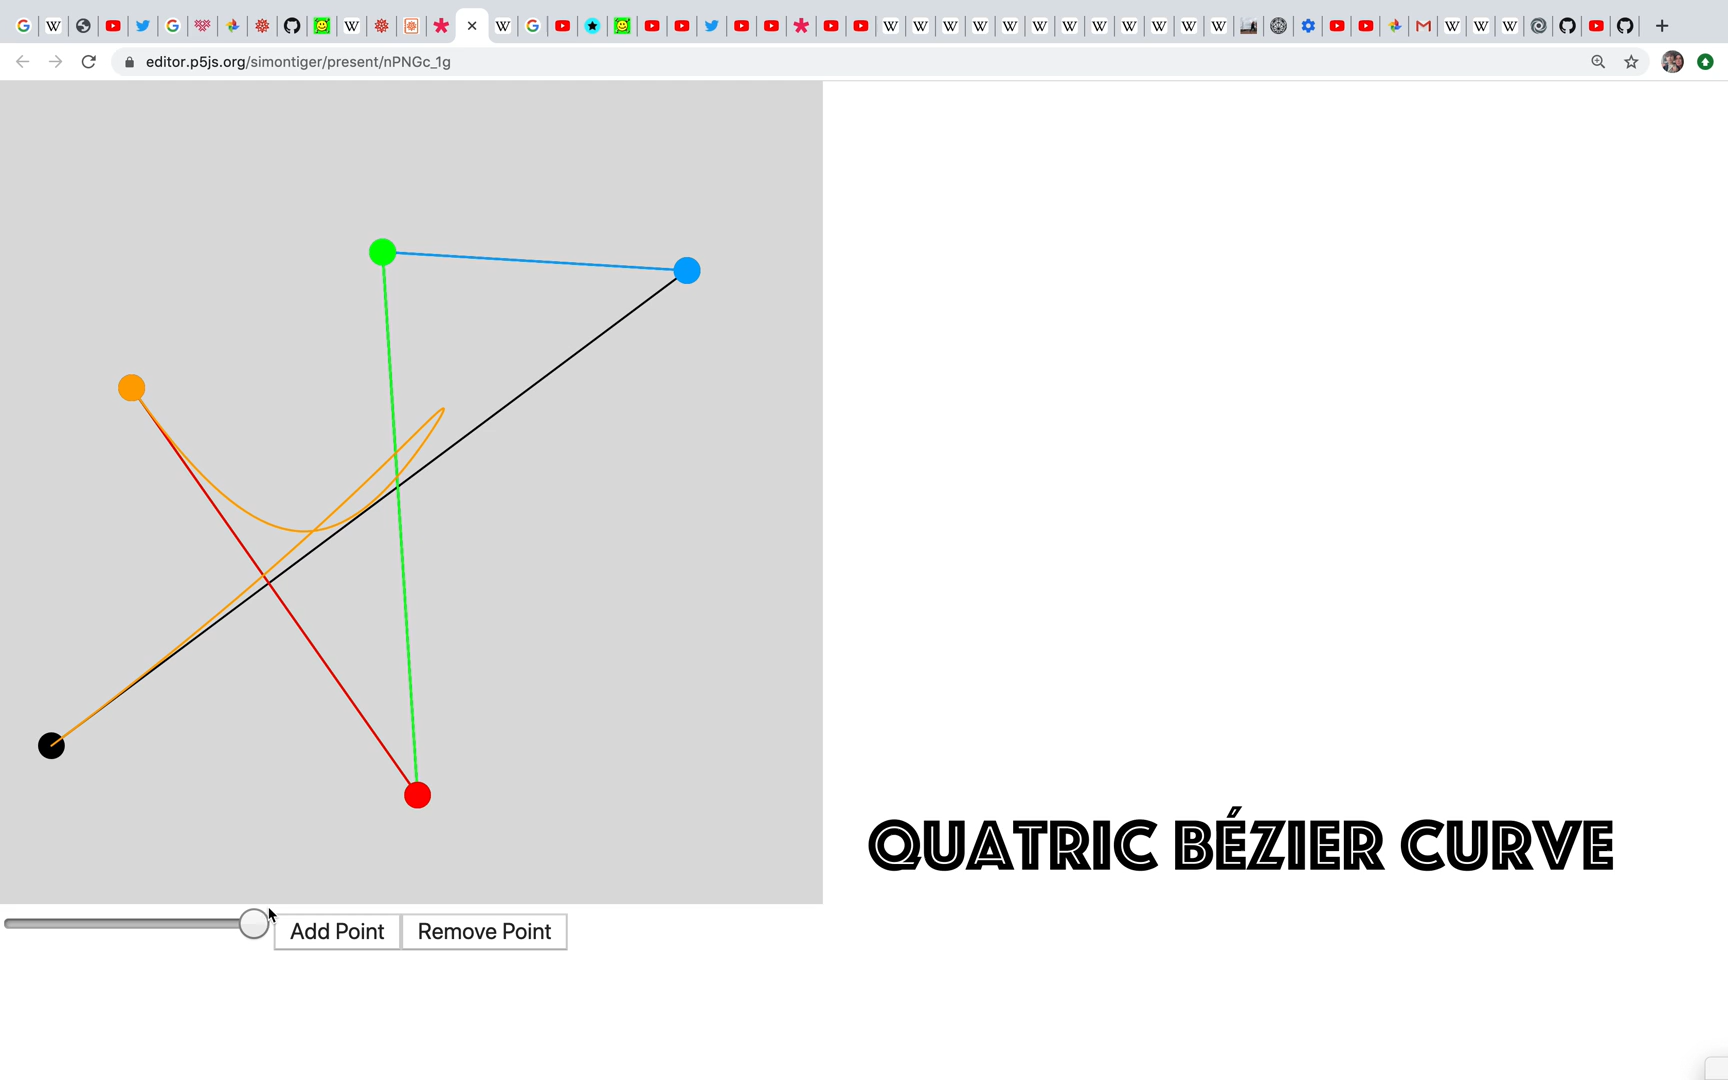 editor.p5js.org/simontiger/present/nPNGc_1g
QUATRIC BÉZIER CURVE
Add Point
Remove Point